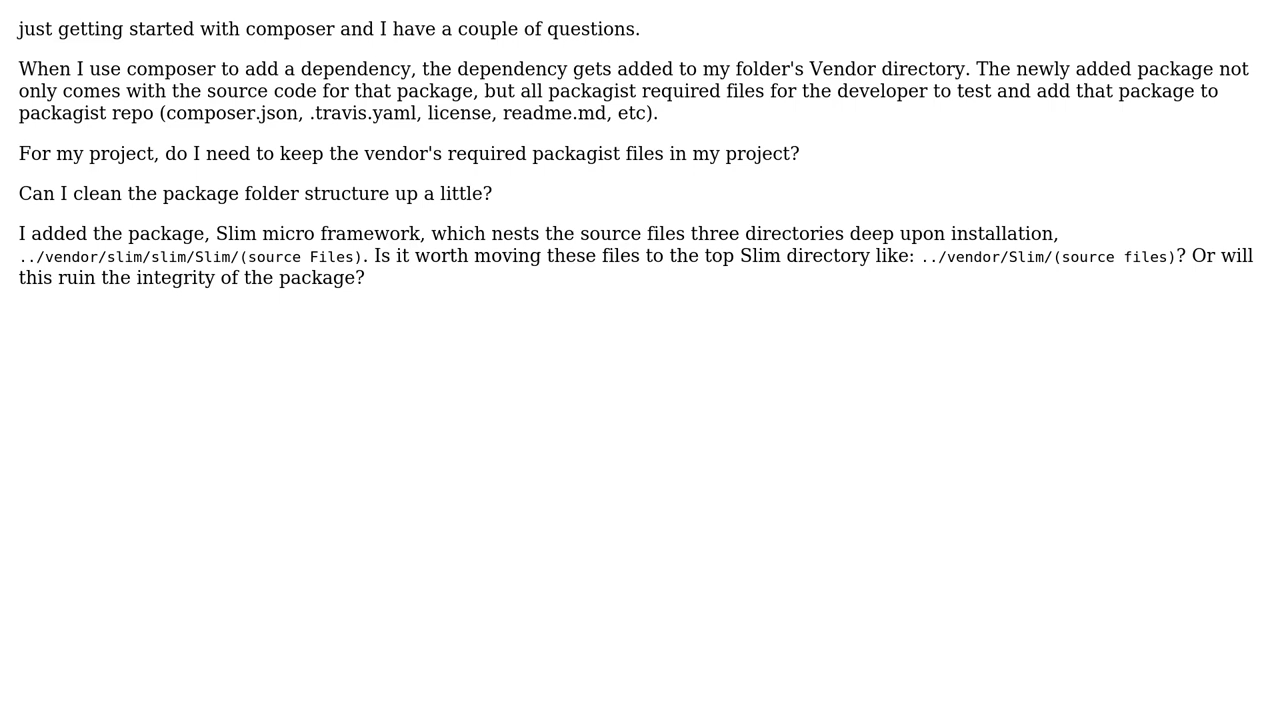 just getting started with composer and I have a couple of questions.
When I use composer to add a dependency, the dependency gets added to my folder's Vendor directory. The newly added package not
only comes with the source code for that package, but all packagist required files for the developer to test and add that package to
packagist repo (composer.json, .travis.yaml, license, readme.md, etc).
For my project, do I need to keep the vendor's required packagist files in my project?
Can I clean the package folder structure up a little?
I added the package, Slim micro framework, which nests the source files three directories deep upon installation,
../vendor/slim/slim/Slim/(source Files). Is it worth moving these files to the top Slim directory like: ../vendor/Slim/(source files)? Or will
this ruin the integrity of the package?